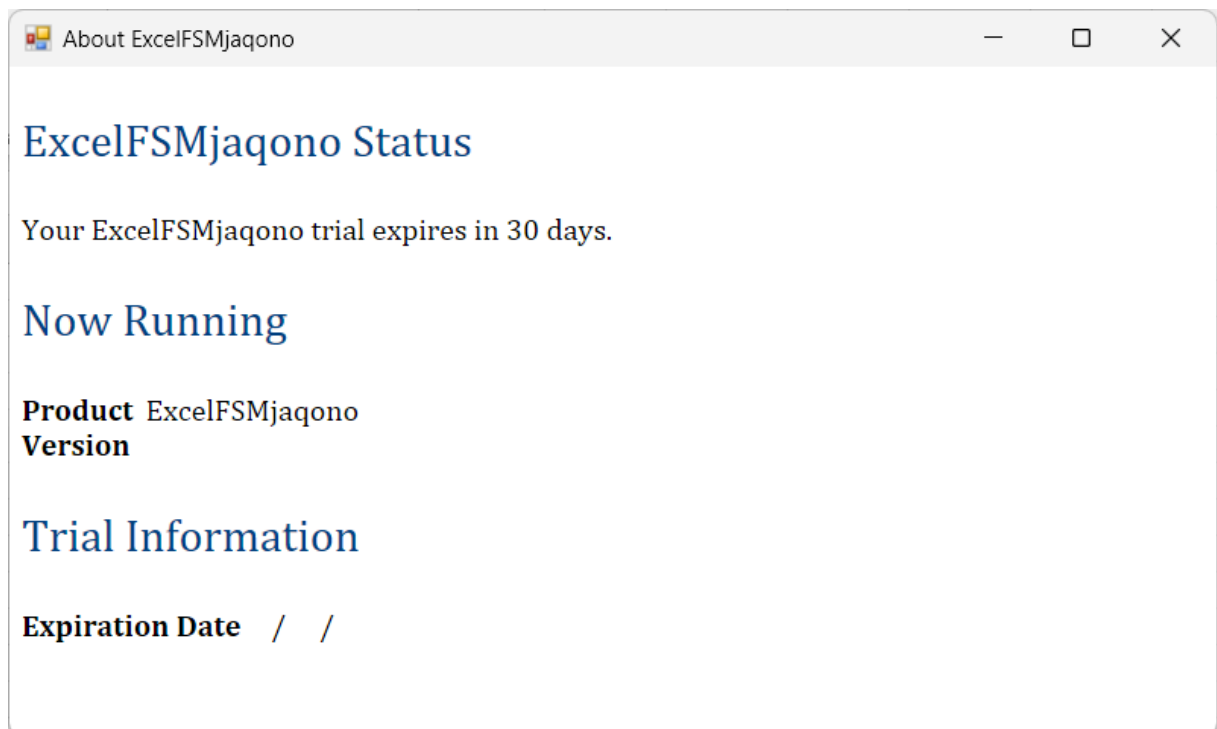 About ExcelFSMjaqono
ExcelFSMjaqono Status
Your ExcelFSMjaqono trial expires in 30 days.
Now Running
Product ExcelFSMjaqono
Version
Trial Information
Expiration Date / /